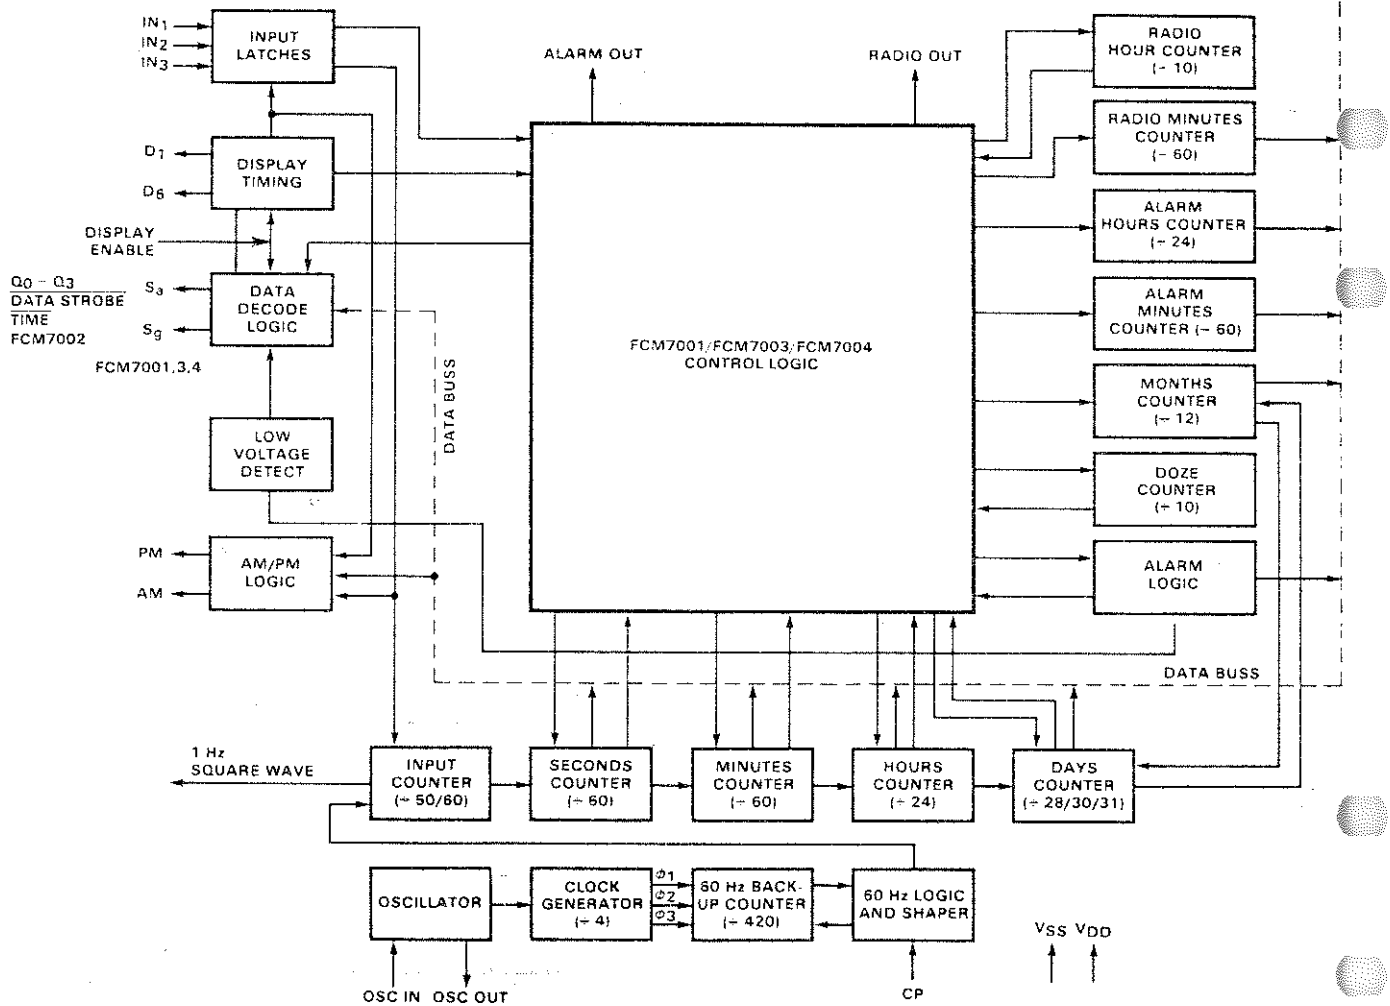 IN1
IN2
IN3
INPUT
LATCHES
ALARM OUT
RADIO OUT
RADIO
HOUR COUNTER
(÷ 10)
RADIO MINUTES
COUNTER
(÷ 60)
D1
D6
DISPLAY
TIMING
DISPLAY
ENABLE
ALARM
HOURS COUNTER
(÷ 24)
Q0 - Q3
DATA STROBE
TIME
FCM7002
Sa
Sg
DATA
DECODE
LOGIC
FCM7001,3,4
ALARM
MINUTES
COUNTER (÷ 60)
FCM7001/FCM7003/FCM7004
CONTROL LOGIC
DATA BUSS
MONTHS
COUNTER
(÷ 12)
LOW
VOLTAGE
DETECT
DOZE
COUNTER
(÷ 10)
PM
AM
AM/PM
LOGIC
ALARM
LOGIC
DATA BUSS
1 Hz
SQUARE WAVE
INPUT
COUNTER
(÷ 50/60)
SECONDS
COUNTER
(÷ 60)
MINUTES
COUNTER
(÷ 60)
HOURS
COUNTER
(÷ 24)
DAYS
COUNTER
(÷ 28/30/31)
OSCILLATOR
CLOCK
GENERATOR
(÷ 4)
Φ1
Φ2
Φ3
60 Hz BACK-
UP COUNTER
(÷ 420)
60 Hz LOGIC
AND SHAPER
VSS VDD
OSC IN OSC OUT
CP